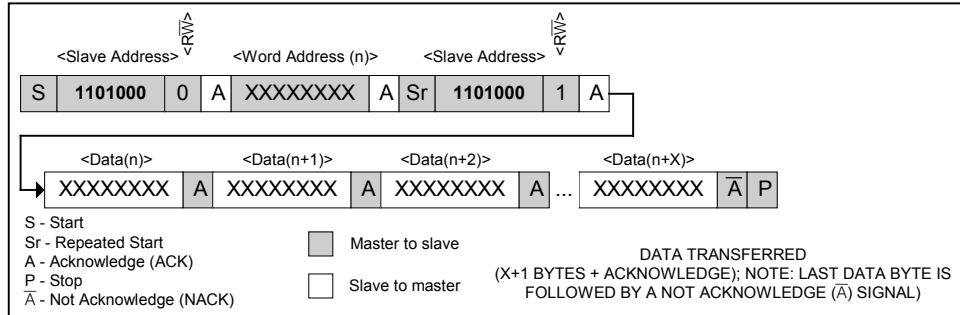 <RW̅> <RW̅>
<Slave Address> <Word Address (n)> <Slave Address>
S 1101000 0 A XXXXXXXX A Sr 1101000 1 A
<Data(n)> <Data(n+1)> <Data(n+2)> <Data(n+X)>
XXXXXXXX A XXXXXXXX A XXXXXXXX A ... XXXXXXXX A̅ P
S - Start
Sr - Repeated Start
A - Acknowledge (ACK)
P - Stop
A̅ - Not Acknowledge (NACK)
Master to slave
Slave to master
DATA TRANSFERRED
(X+1 BYTES + ACKNOWLEDGE); NOTE: LAST DATA BYTE IS
FOLLOWED BY A NOT ACKNOWLEDGE (A̅) SIGNAL)